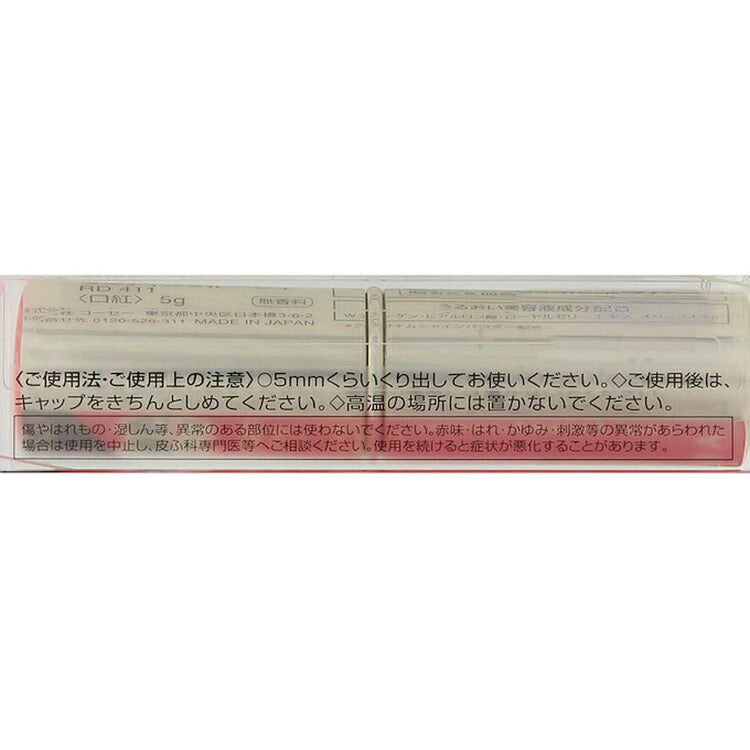 RD 411
〈口紅〉 5g
無香料
コーセー 東京都中央区日本橋3-6-2
0120-526-311 MADE IN JAPAN
うるおい美容液成分配合
〈ご使用法・ご使用上の注意〉○5mmくらいくり出してお使いください。◇ご使用後は、
キャップをきちんとしめてください。◇高温の場所には置かないでください。
傷やはれもの・湿しん等、異常のある部位には使わないでください。赤味・はれ・かゆみ・刺激等の異常があらわれた
場合は使用を中止し、皮ふ科専門医等へご相談ください。使用を続けると症状が悪化することがあります。